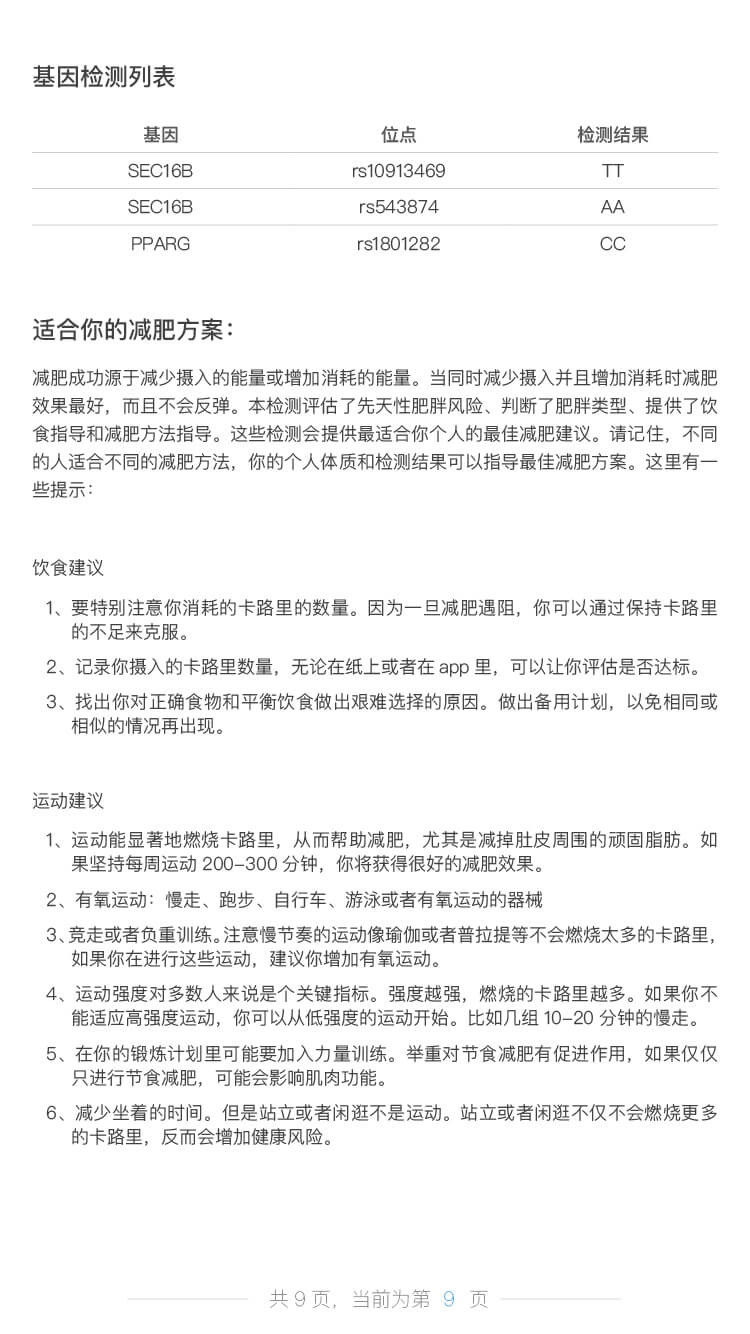 基因检测列表
基因 位点 检测结果
SEC16B rs10913469 TT
SEC16B rs543874 AA
PPARG rs1801282 CC
适合你的减肥方案：
减肥成功源于减少摄入的能量或增加消耗的能量。当同时减少摄入并且增加消耗时减肥
效果最好，而且不会反弹。本检测评估了先天性肥胖风险、判断了肥胖类型、提供了饮
食指导和减肥方法指导。这些检测会提供最适合你个人的最佳减肥建议。请记住，不同
的人适合不同的减肥方法，你的个人体质和检测结果可以指导最佳减肥方案。这里有一
些提示：
饮食建议
1、要特别注意你消耗的卡路里的数量。因为一旦减肥遇阻，你可以通过保持卡路里
的不足来克服。
2、记录你摄入的卡路里数量，无论在纸上或者在 app 里，可以让你评估是否达标。
3、找出你对正确食物和平衡饮食做出艰难选择的原因。做出备用计划，以免相同或
相似的情况再出现。
运动建议
1、运动能显著地燃烧卡路里，从而帮助减肥，尤其是减掉肚皮周围的顽固脂肪。如
果坚持每周运动 200-300 分钟，你将获得很好的减肥效果。
2、有氧运动：慢走、跑步、自行车、游泳或者有氧运动的器械
3、竞走或者负重训练。注意慢节奏的运动像瑜伽或者普拉提等不会燃烧太多的卡路里，
如果你在进行这些运动，建议你增加有氧运动。
4、运动强度对多数人来说是个关键指标。强度越强，燃烧的卡路里越多。如果你不
能适应高强度运动，你可以从低强度的运动开始。比如几组 10-20 分钟的慢走。
5、在你的锻炼计划里可能要加入力量训练。举重对节食减肥有促进作用，如果仅仅
只进行节食减肥，可能会影响肌肉功能。
6、减少坐着的时间。但是站立或者闲逛不是运动。站立或者闲逛不仅不会燃烧更多
的卡路里，反而会增加健康风险。
共 9 页，当前为第 9 页